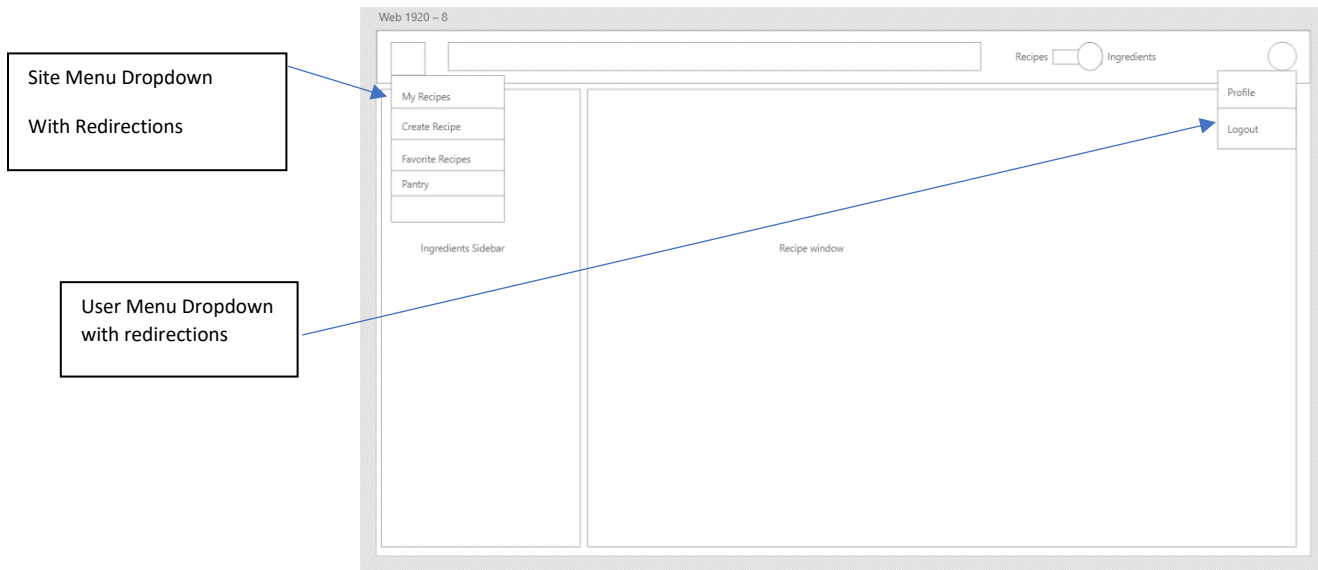 Web 1920 – 8
Site Menu Dropdown
With Redirections
Recipes
Ingredients
My Recipes
Create Recipe
Favorite Recipes
Pantry
Profile
Logout
Ingredients Sidebar
Recipe window
User Menu Dropdown
with redirections